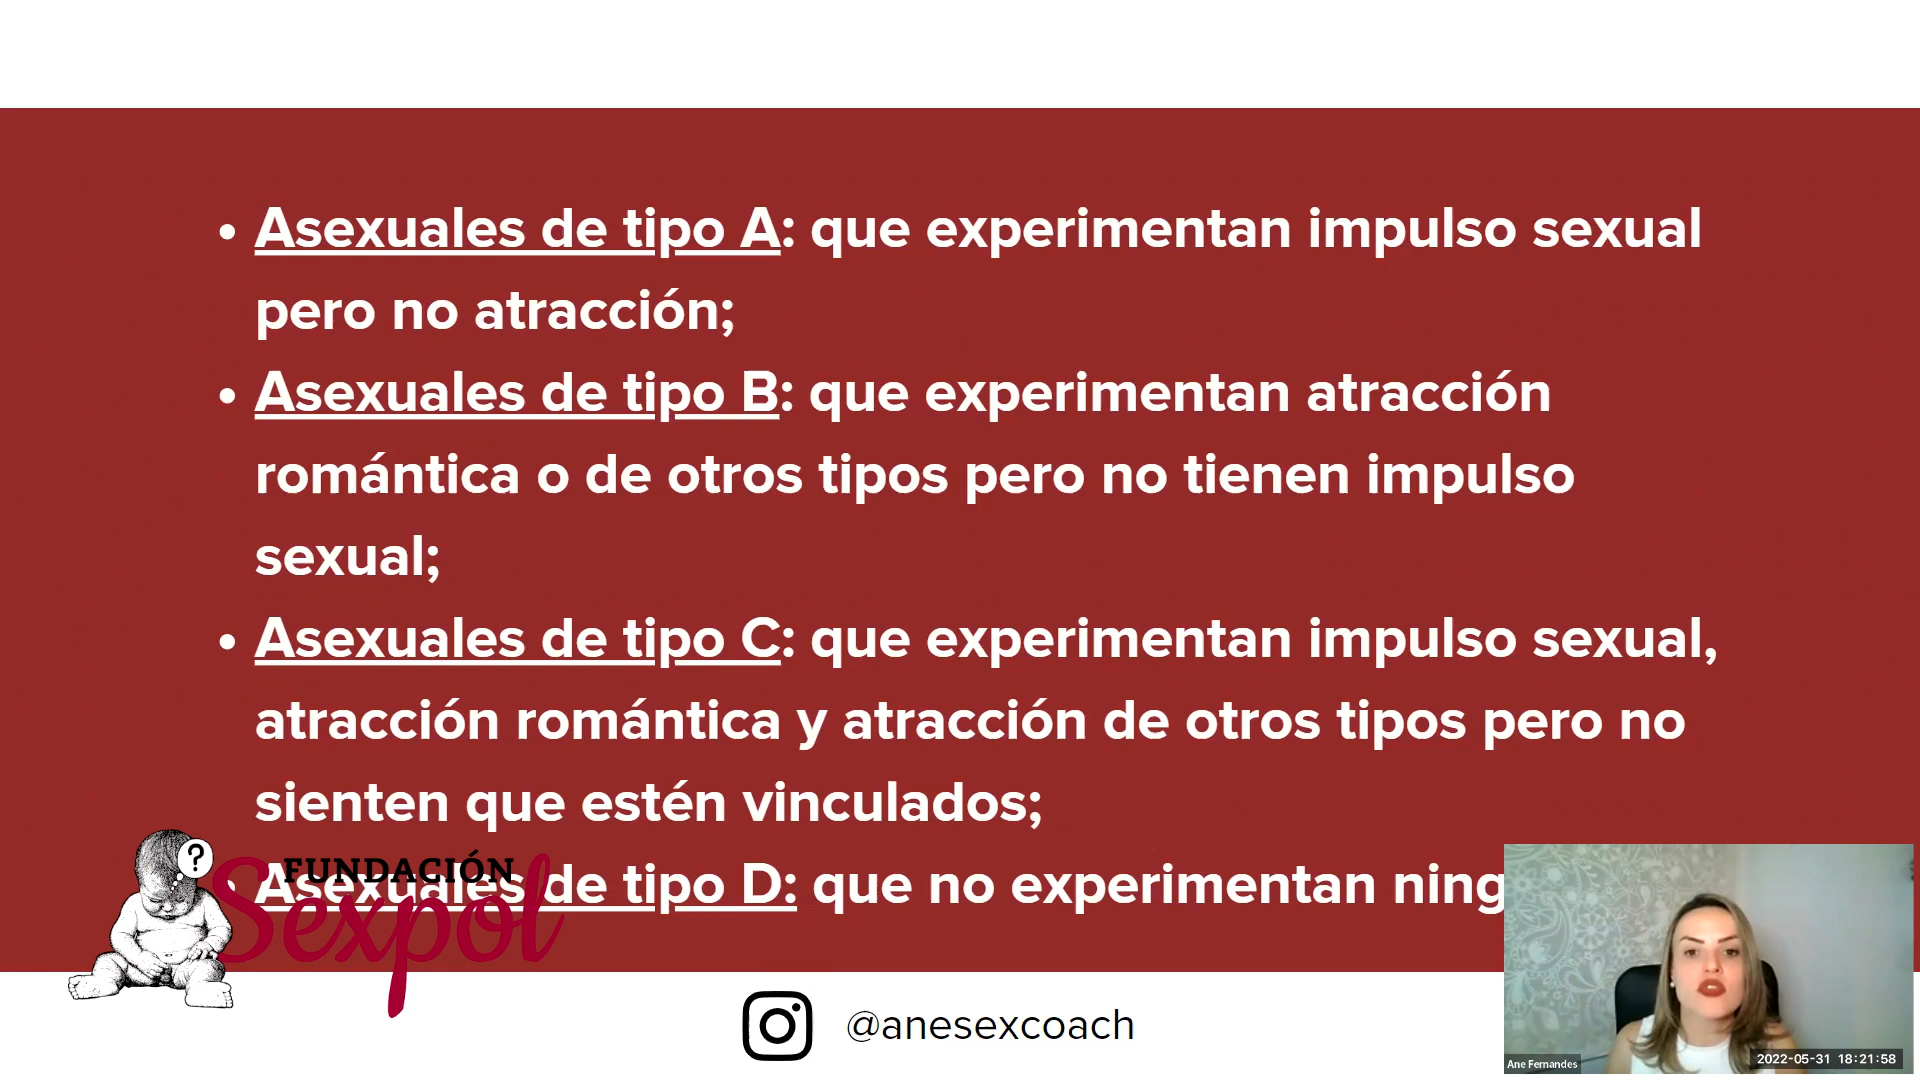 • Asexuales de tipo A: que experimentan impulso sexual
pero no atracción;
• Asexuales de tipo B: que experimentan atracción
romántica o de otros tipos pero no tienen impulso
sexual;
• Asexuales de tipo C: que experimentan impulso sexual,
atracción romántica y atracción de otros tipos pero no
sienten que estén vinculados;
• Asexuales de tipo D: que no experimentan ning
?
FUNDACIÓN
Sexpol
@anesexcoach
Ane Fernandes
2022-05-31 18:21:58